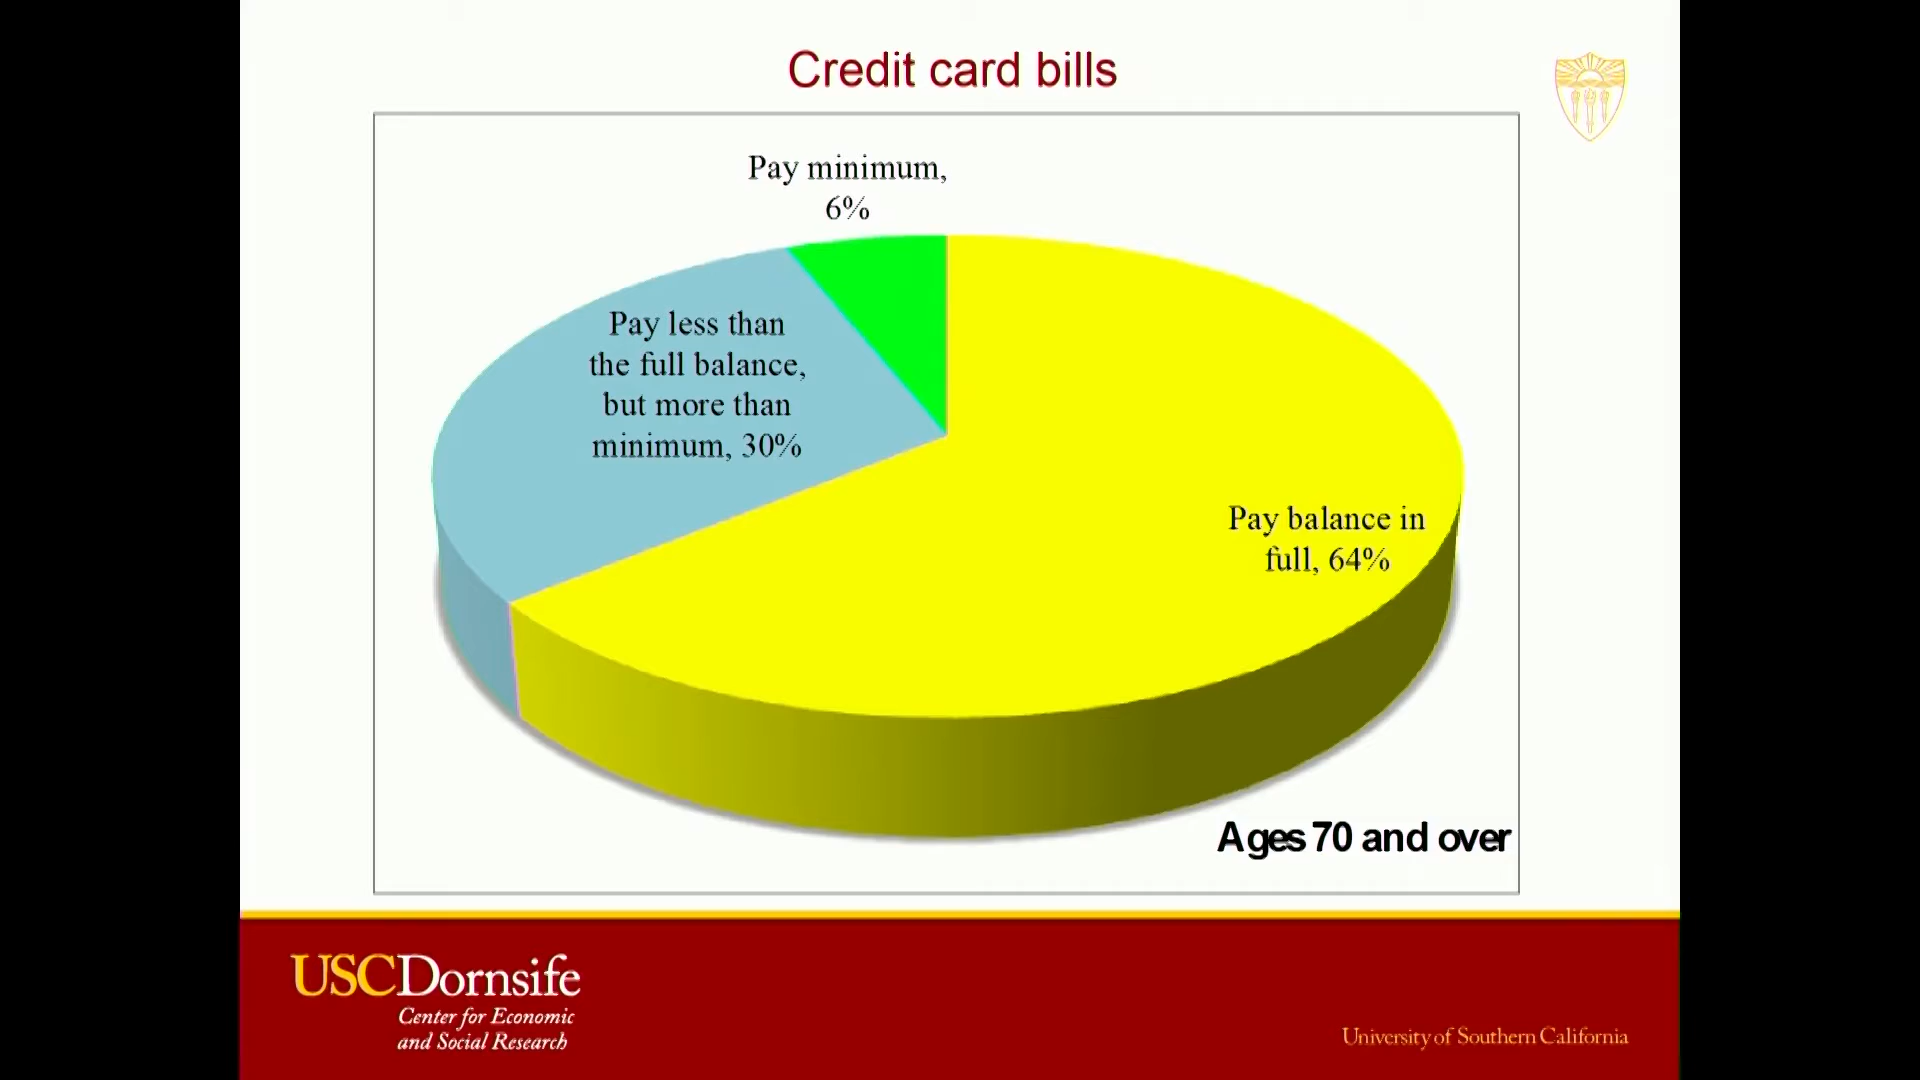 Credit card bills
Pay minimum,
6%
Pay less than
the full balance,
but more than
minimum, 30%
Pay balance in
full, 64%
Ages 70 and over
USCDornsife
Center for Economic
and Social Research
University of Southern California